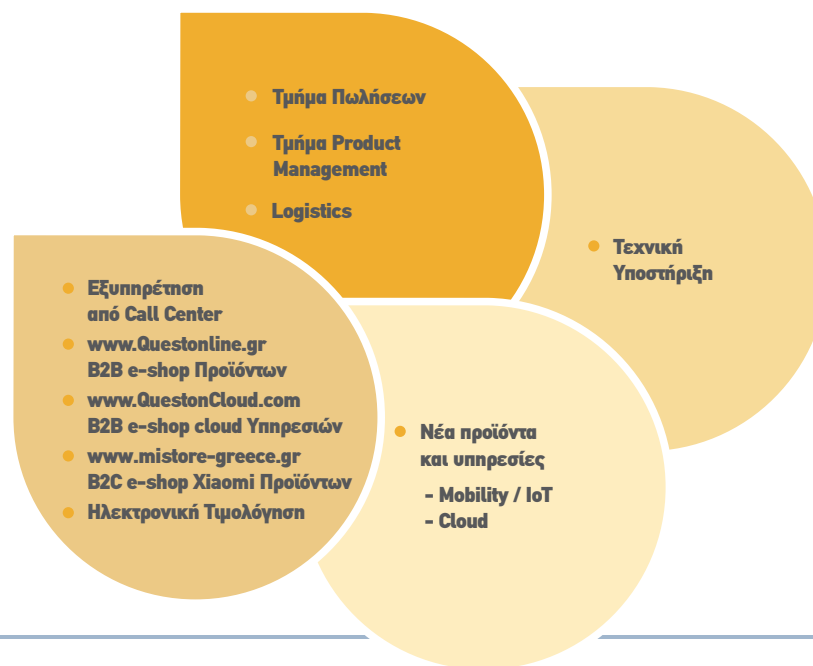 Τμήμα Πωλήσεων
Τμήμα Product
Management
Logistics
Τεχνική
Υποστήριξη
Εξυπηρέτηση
από Call Center
www.Questonline.gr
B2B e-shop Προϊόντων
www.QuestonCloud.com
B2B e-shop cloud Υπηρεσιών
www.mistore-greece.gr
B2C e-shop Xiaomi Προϊόντων
Ηλεκτρονική Τιμολόγηση
Νέα προϊόντα
και υπηρεσίες
- Mobility / IoT
- Cloud